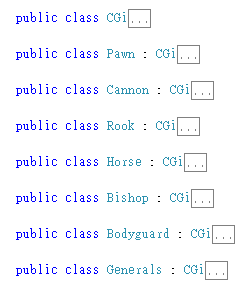 public class CGi...
public class Pawn : CGi...
public class Cannon : CGi...
public class Rook : CGi...
public class Horse : CGi...
public class Bishop : CGi...
public class Bodyguard : CGi...
public class Generals : CGi...